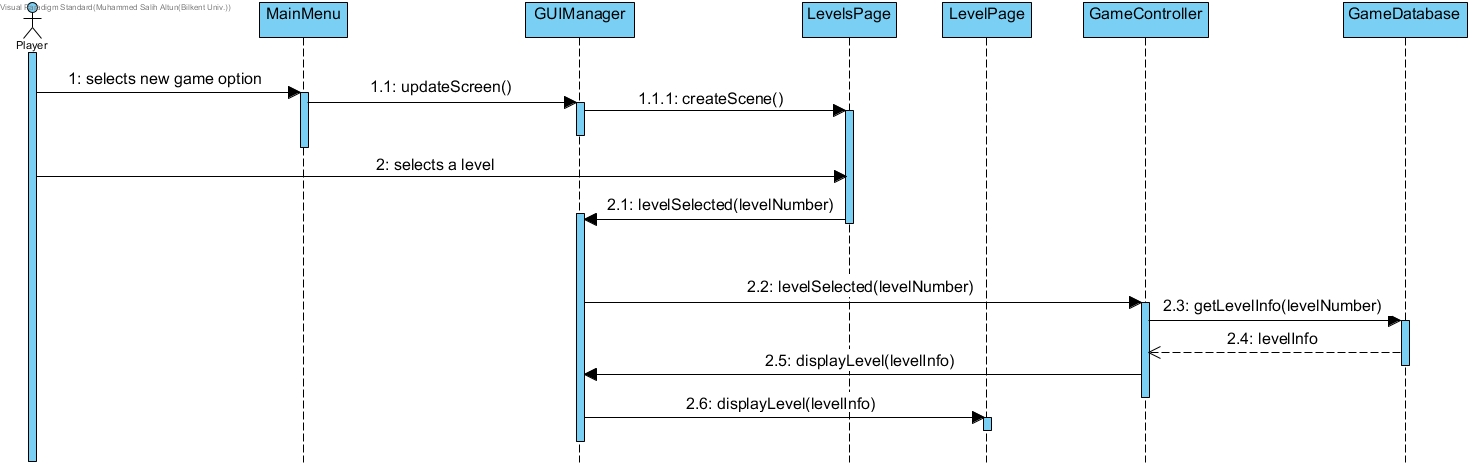 Visual Paradigm Standard(Muhammed Salih Altun(Bilkent Univ.))
Player
MainMenu
GUIManager
LevelsPage
LevelPage
GameController
GameDatabase
1: selects new game option
1.1: updateScreen()
1.1.1: createScene()
2: selects a level
2.1: levelSelected(levelNumber)
2.2: levelSelected(levelNumber)
2.3: getLevelInfo(levelNumber)
2.4: levelInfo
2.5: displayLevel(levelInfo)
2.6: displayLevel(levelInfo)